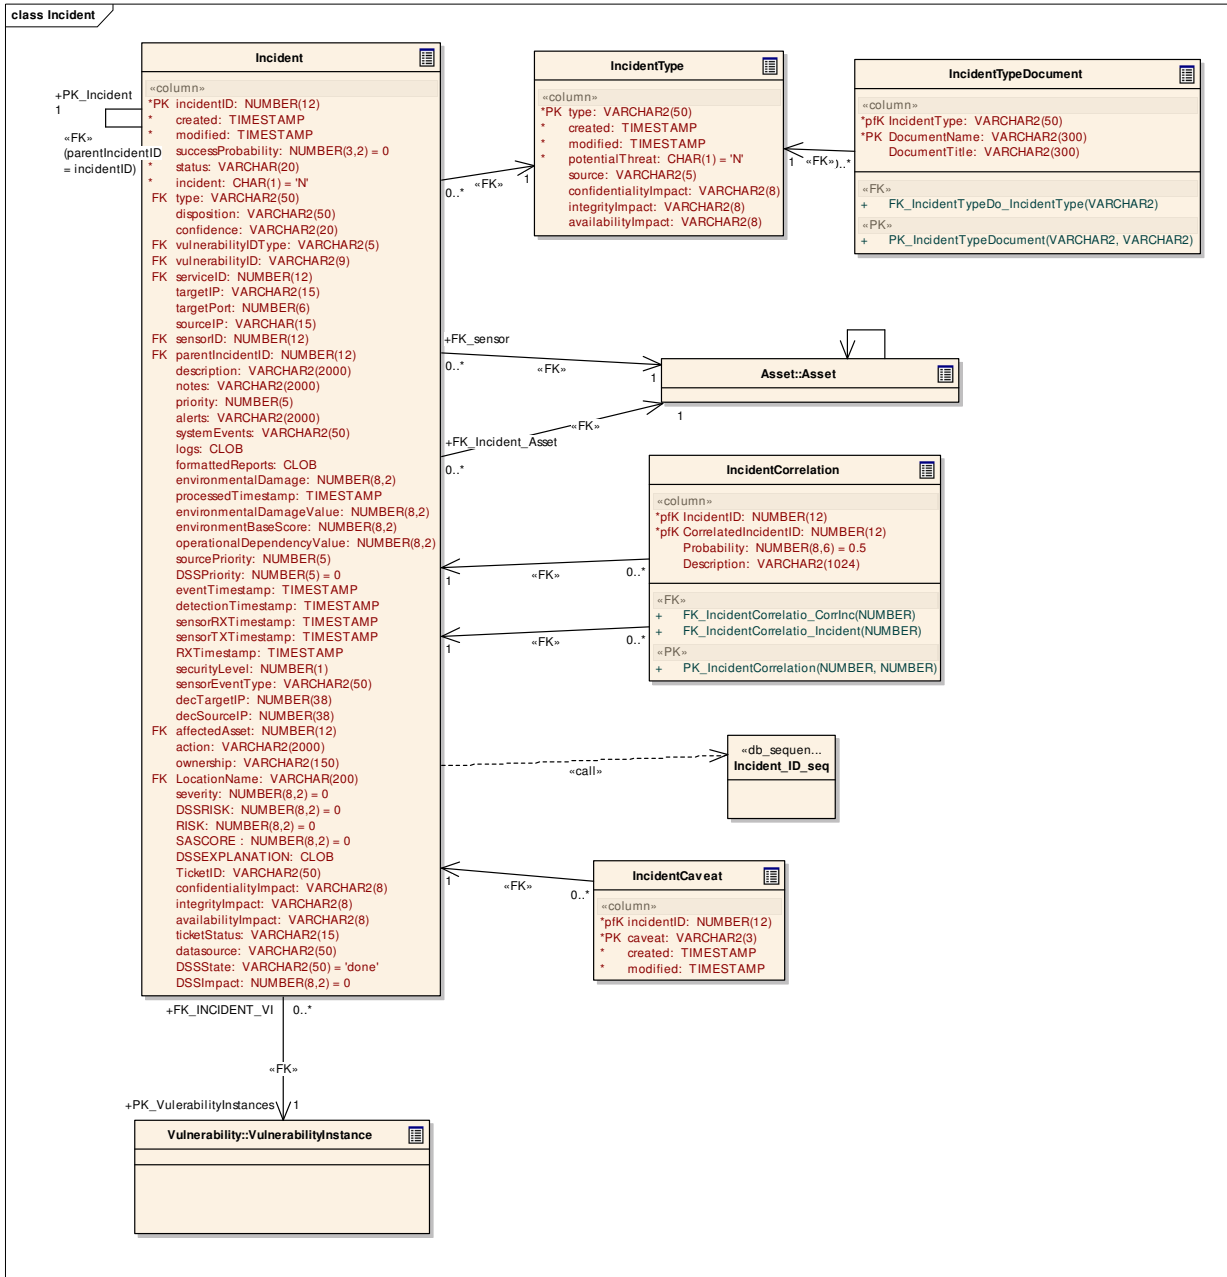 class Incident
Incident
«column»
*PK incidentID: NUMBER(12)
* created: TIMESTAMP
* modified: TIMESTAMP
successProbability: NUMBER(3,2) = 0
* status: VARCHAR(20)
* incident: CHAR(1) = 'N'
FK type: VARCHAR2(50)
disposition: VARCHAR2(50)
confidence: VARCHAR2(20)
FK vulnerabilityIDType: VARCHAR2(5)
FK vulnerabilityID: VARCHAR2(9)
FK serviceID: NUMBER(12)
targetIP: VARCHAR2(15)
targetPort: NUMBER(6)
sourceIP: VARCHAR(15)
FK sensorID: NUMBER(12)
FK parentIncidentID: NUMBER(12)
description: VARCHAR2(2000)
notes: VARCHAR2(2000)
priority: NUMBER(5)
alerts: VARCHAR2(2000)
systemEvents: VARCHAR2(50)
logs: CLOB
formattedReports: CLOB
environmentalDamage: NUMBER(8,2)
processedTimestamp: TIMESTAMP
environmentalDamageValue: NUMBER(8,2)
environmentBaseScore: NUMBER(8,2)
operationalDependencyValue: NUMBER(8,2)
sourcePriority: NUMBER(5)
DSSPriority: NUMBER(5) = 0
eventTimestamp: TIMESTAMP
detectionTimestamp: TIMESTAMP
sensorRXTimestamp: TIMESTAMP
sensorTXTimestamp: TIMESTAMP
RXTimestamp: TIMESTAMP
securityLevel: NUMBER(1)
sensorEventType: VARCHAR2(50)
decTargetIP: NUMBER(38)
decSourceIP: NUMBER(38)
FK affectedAsset: NUMBER(12)
action: VARCHAR2(2000)
ownership: VARCHAR2(150)
FK LocationName: VARCHAR(200)
severity: NUMBER(8,2) = 0
DSSRISK: NUMBER(8,2) = 0
RISK: NUMBER(8,2) = 0
SASCORE : NUMBER(8,2) = 0
DSSEXPLANATION: CLOB
TicketID: VARCHAR2(50)
confidentialityImpact: VARCHAR2(8)
integrityImpact: VARCHAR2(8)
availabilityImpact: VARCHAR2(8)
ticketStatus: VARCHAR2(15)
datasource: VARCHAR2(50)
DSSState: VARCHAR2(50) = 'done'
DSSImpact: NUMBER(8,2) = 0
+PK_Incident
1
«FK»
(parentIncidentID
= incidentID)
0..* «FK» 1
IncidentType
«column»
*PK type: VARCHAR2(50)
* created: TIMESTAMP
* modified: TIMESTAMP
* potentialThreat: CHAR(1) = 'N'
source: VARCHAR2(5)
confidentialityImpact: VARCHAR2(8)
integrityImpact: VARCHAR2(8)
availabilityImpact: VARCHAR2(8)
1 «FK» )..*
IncidentTypeDocument
«column»
*pfK IncidentType: VARCHAR2(50)
*PK DocumentName: VARCHAR2(300)
DocumentTitle: VARCHAR2(300)
«FK»
+ FK_IncidentTypeDo_IncidentType(VARCHAR2)
«PK»
+ PK_IncidentTypeDocument(VARCHAR2, VARCHAR2)
+FK_sensor
0..* «FK» 1
Asset::Asset
+FK_Incident_Asset
0..* «FK» 1
IncidentCorrelation
«column»
*pfK IncidentID: NUMBER(12)
*pfK CorrelatedIncidentID: NUMBER(12)
Probability: NUMBER(8,6) = 0.5
Description: VARCHAR2(1024)
«FK»
+ FK_IncidentCorrelatio_CorrInc(NUMBER)
+ FK_IncidentCorrelatio_Incident(NUMBER)
«PK»
+ PK_IncidentCorrelation(NUMBER, NUMBER)
1 «FK» 0..*
1 «FK» 0..*
«call»
«db_sequen...
Incident_ID_seq
1 «FK» 0..*
IncidentCaveat
«column»
*pfK incidentID: NUMBER(12)
*PK caveat: VARCHAR2(3)
* created: TIMESTAMP
* modified: TIMESTAMP
+FK_INCIDENT_VI 0..*
«FK»
+PK_VulerabilityInstances 1
Vulnerability::VulnerabilityInstance